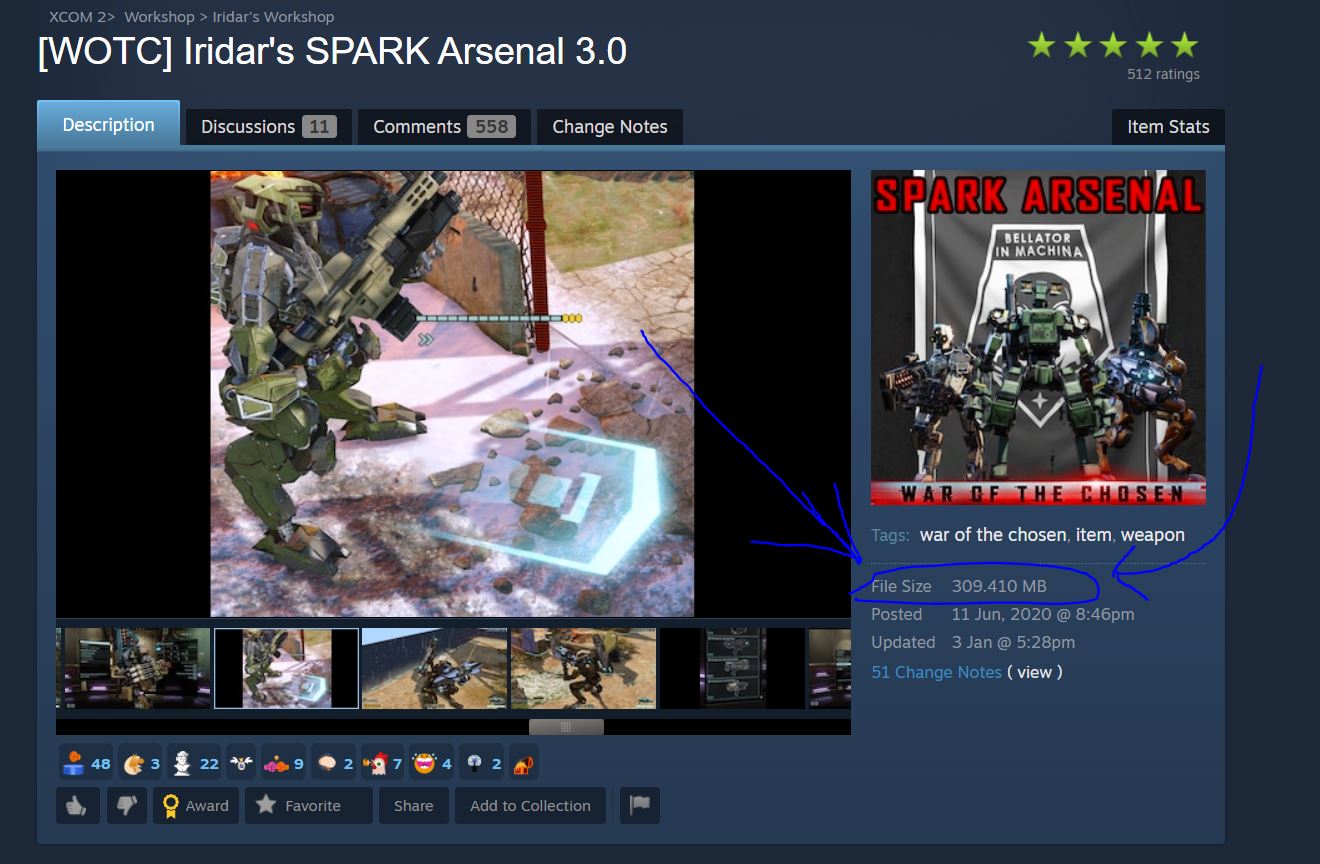 XCOM 2> Workshop > Iridar's Workshop
[WOTC] Iridar's SPARK Arsenal 3.0
512 ratings
Description
Discussions 11
Comments 558
Change Notes
Item Stats
SPARK ARSENAL
BELLATOR
IN MACHINA
WAR OF THE CHOSEN
Tags: war of the chosen, item, weapon
File Size 309.410 MB
Posted 11 Jun, 2020 @ 8:46pm
Updated 3 Jan @ 5:28pm
51 Change Notes ( view )
48 3 22 9 2 7 4 2
Award Favorite Share Add to Collection